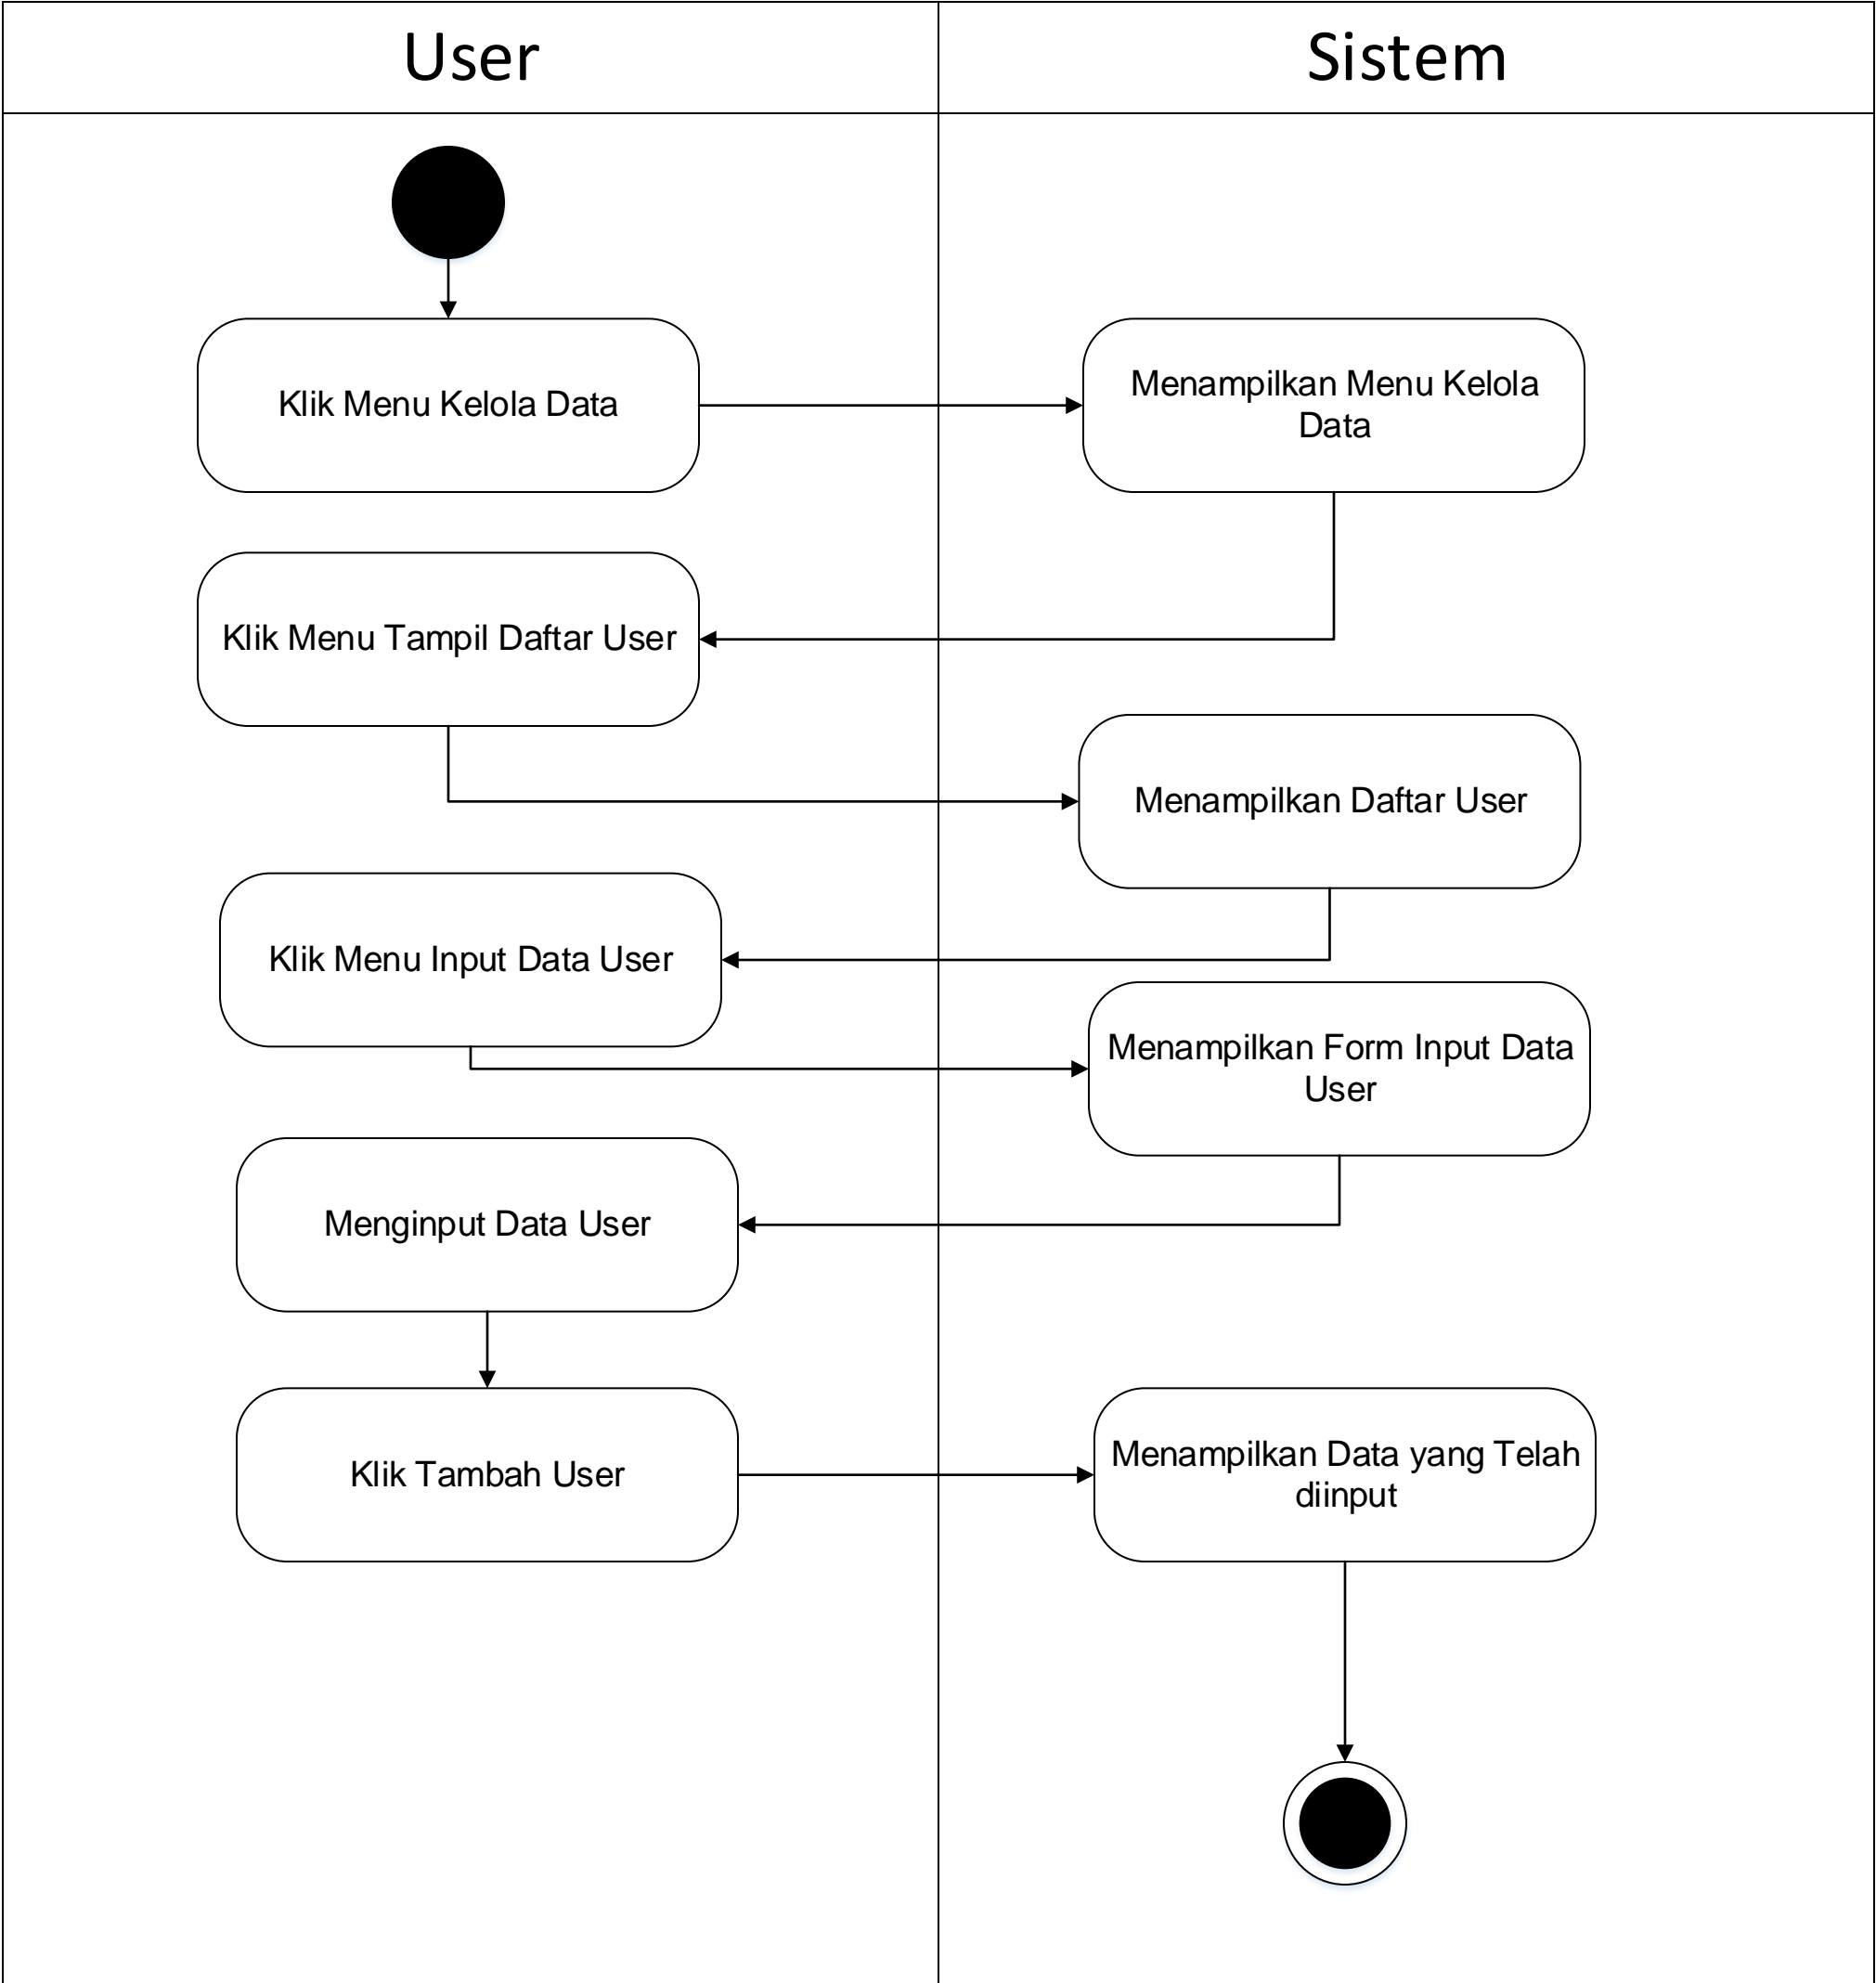 User
Sistem
Klik Menu Kelola Data
Menampilkan Menu Kelola
Data
Klik Menu Tampil Daftar User
Menampilkan Daftar User
Klik Menu Input Data User
Menampilkan Form Input Data
User
Menginput Data User
Klik Tambah User
Menampilkan Data yang Telah
diinput